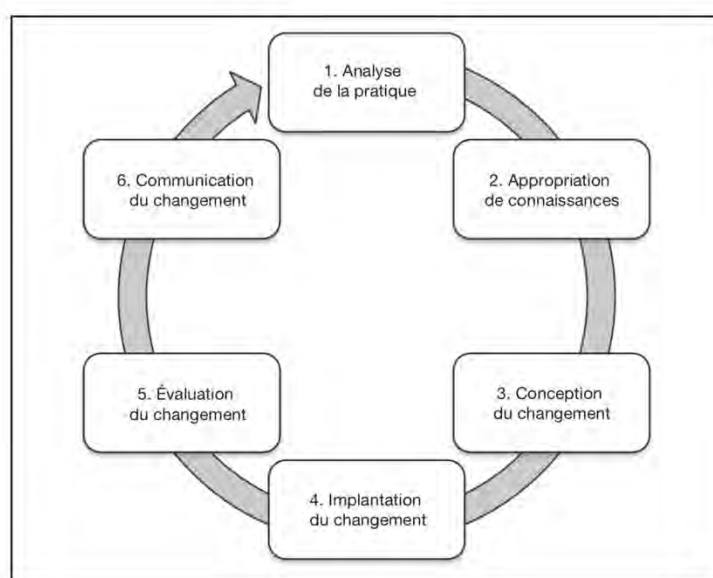 1. Analyse
de la pratique
2. Appropriation
de connaissances
3. Conception
du changement
4. Implantation
du changement
5. Évaluation
du changement
6. Communication
du changement